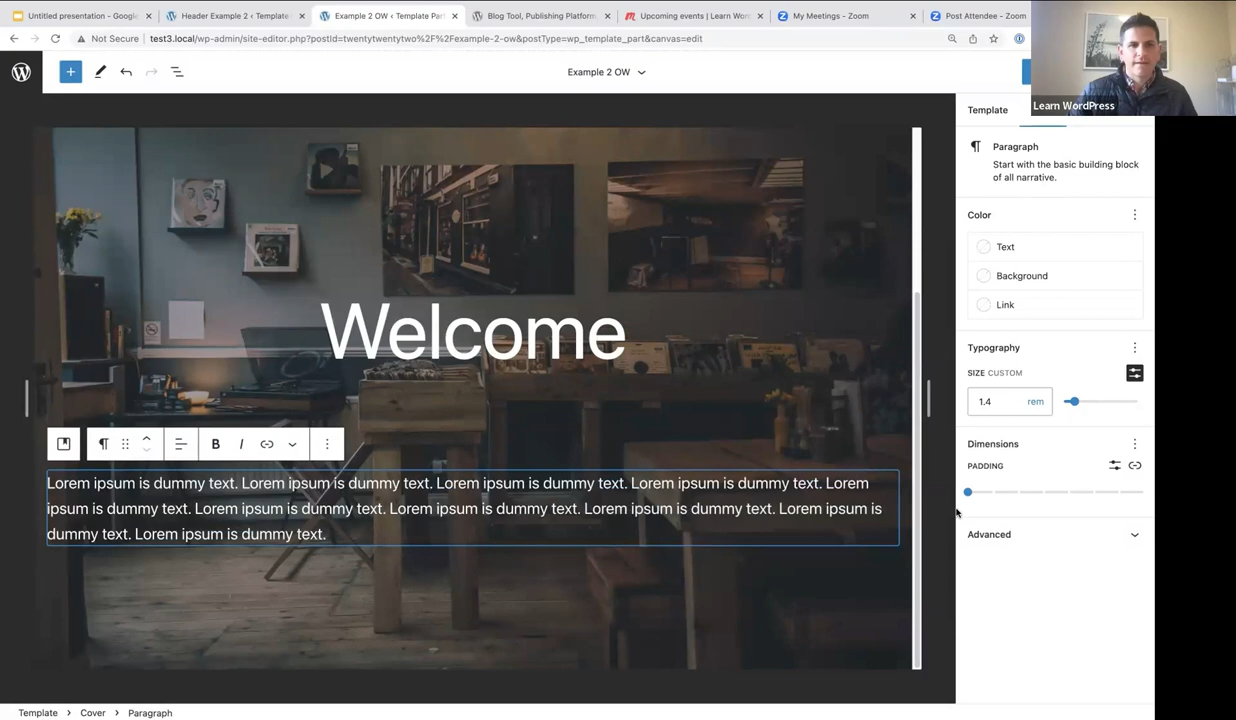 Untitled presentation - Google
Header Example 2 ‹ Template
Example 2 OW ‹ Template Par
Blog Tool, Publishing Platform,
Upcoming events | Learn Wor
My Meetings - Zoom
Post Attendee - Zoom
Not Secure | test3.local/wp-admin/site-editor.php?postId=twentytwentytwo%2F%2Fexample-2-ow&postType=wp_template_part&canvas=edit
Example 2 OW
Learn WordPress
Template
Paragraph
Start with the basic building block
of all narrative.
Color
Text
Background
Link
Typography
SIZE CUSTOM
1.4 rem
Dimensions
PADDING
Advanced
Welcome
B I
Lorem ipsum is dummy text. Lorem ipsum is dummy text. Lorem ipsum is dummy text. Lorem ipsum is dummy text. Lorem
ipsum is dummy text. Lorem ipsum is dummy text. Lorem ipsum is dummy text. Lorem ipsum is dummy text. Lorem ipsum is
dummy text. Lorem ipsum is dummy text.
Template > Cover > Paragraph